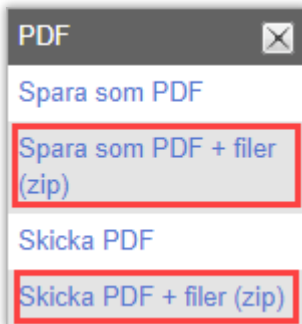 PDF
Spara som PDF
Spara som PDF + filer
(zip)
Skicka PDF
Skicka PDF + filer (zip)